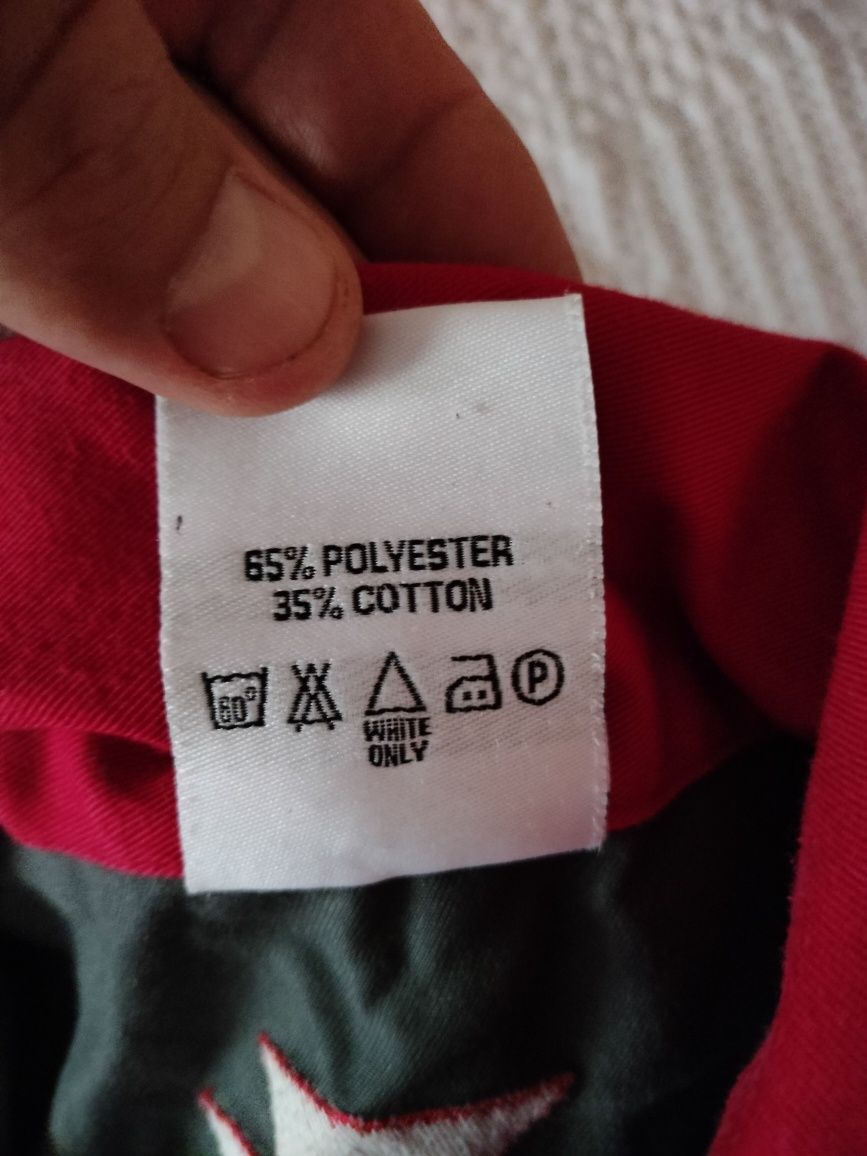 65% POLYESTER
35% COTTON
60° P
WHITE
ONLY